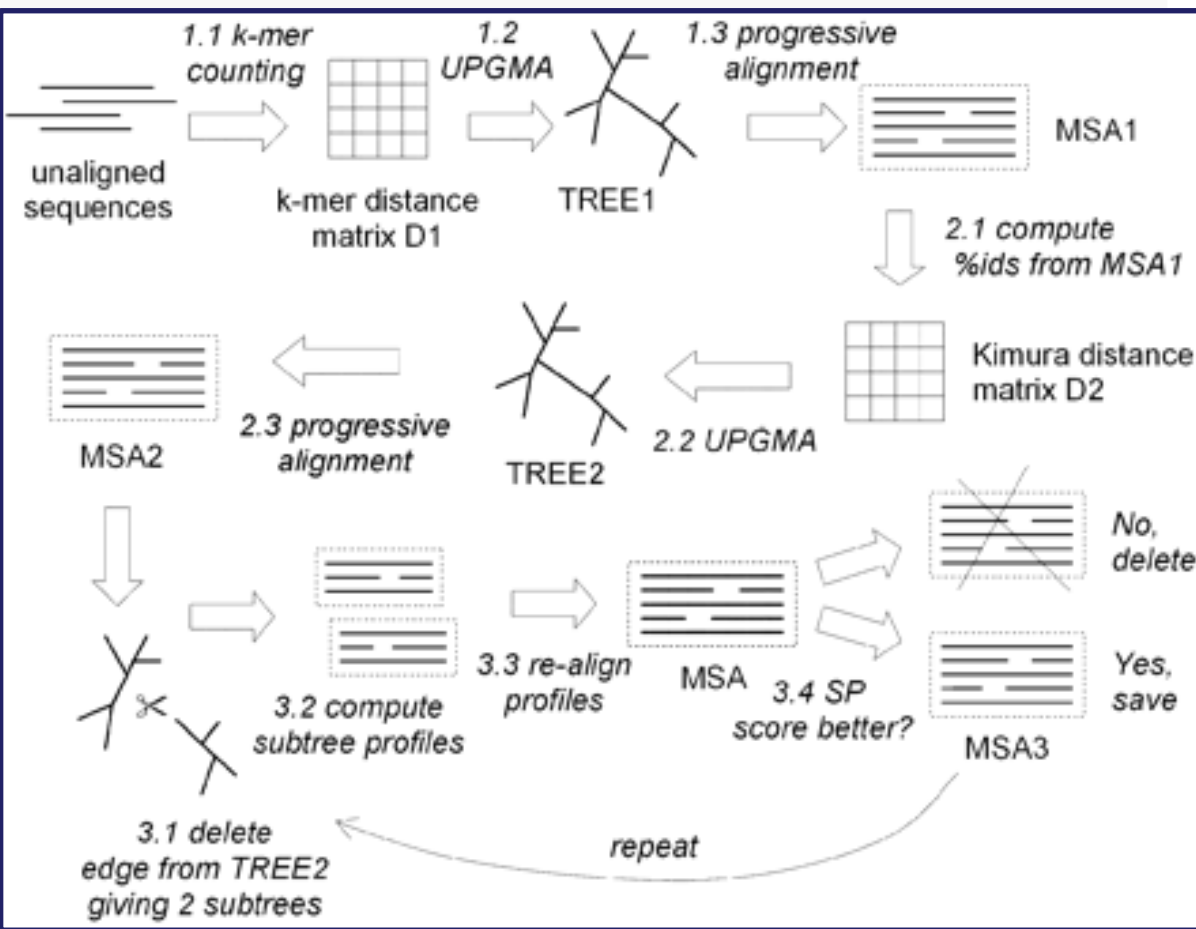 1.1 k-mer
counting
1.2
UPGMA
1.3 progressive
alignment
unaligned
sequences
k-mer distance
matrix D1
TREE1
MSA1
2.1 compute
%ids from MSA1
Kimura distance
matrix D2
2.2 UPGMA
TREE2
2.3 progressive
alignment
MSA2
3.1 delete
edge from TREE2
giving 2 subtrees
3.2 compute
subtree profiles
3.3 re-align
profiles
MSA
3.4 SP
score better?
No,
delete
Yes,
save
MSA3
repeat